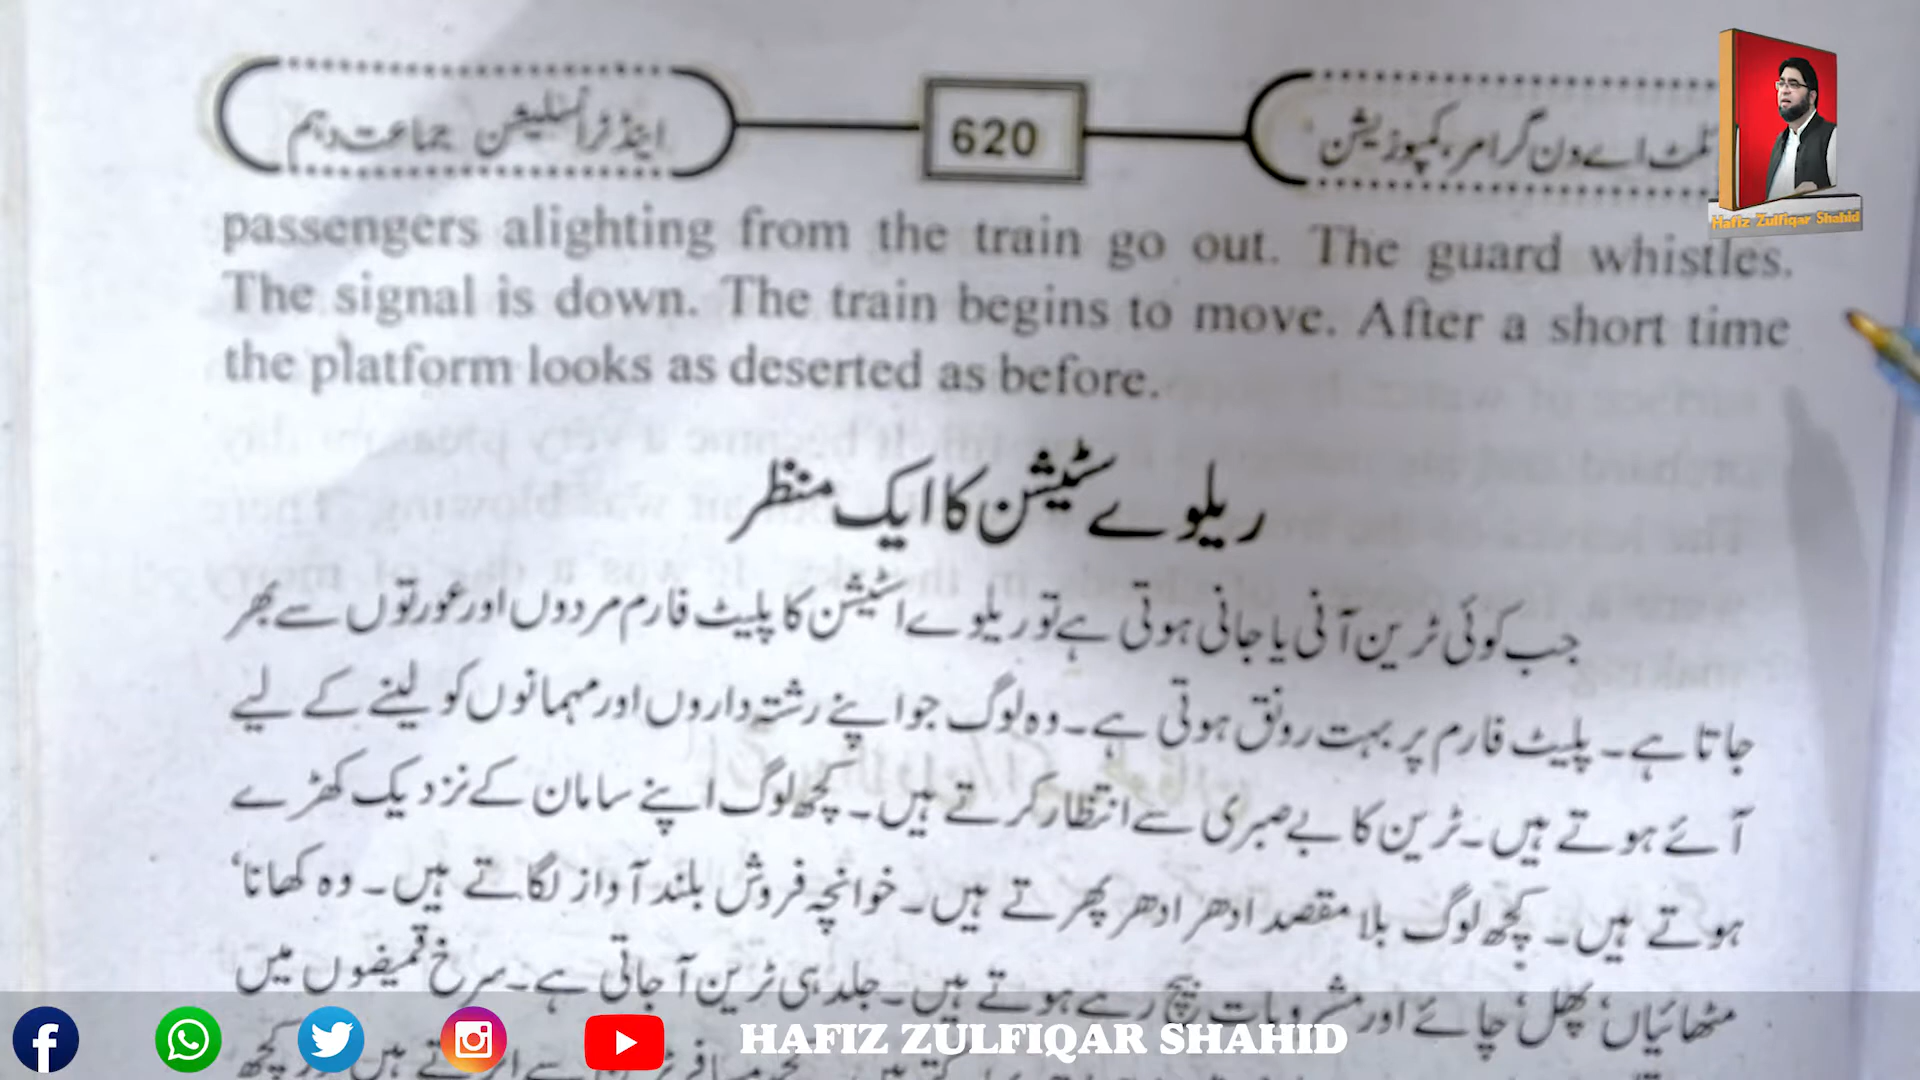 اینڈ ٹرانسلیشن جماعت دہم
620
اے ون گرامر، کمپوزیشن
Hafiz Zulfiqar Shahid
passengers alighting from the train go out. The guard whistles.
The signal is down. The train begins to move. After a short time
the platform looks as deserted as before.
ریلوے سٹیشن کا ایک منظر
جب کوئی ٹرین آنی یا جانی ہوتی ہے تو ریلوے اسٹیشن کا پلیٹ فارم مردوں اور عورتوں سے بھر
جاتا ہے۔ پلیٹ فارم پر بہت رونق ہوتی ہے۔ وہ لوگ جو اپنے رشتہ داروں اور مہمانوں کو لینے کے لیے
آئے ہوتے ہیں۔ ٹرین کا بے صبری سے انتظار کرتے ہیں۔ کچھ لوگ اپنے سامان کے نزدیک کھڑے
ہوتے ہیں۔ کچھ لوگ بلا مقصد ادھر ادھر پھرتے ہیں۔ خوانچہ فروش بلند آواز لگاتے ہیں۔ وہ کھانا،
مٹھائیاں، پھل، چائے اور مشروبات بیچ رہے ہوتے ہیں۔ جلد ہی ٹرین آ جاتی ہے۔ سرخ قمیضوں میں
HAFIZ ZULFIQAR SHAHID